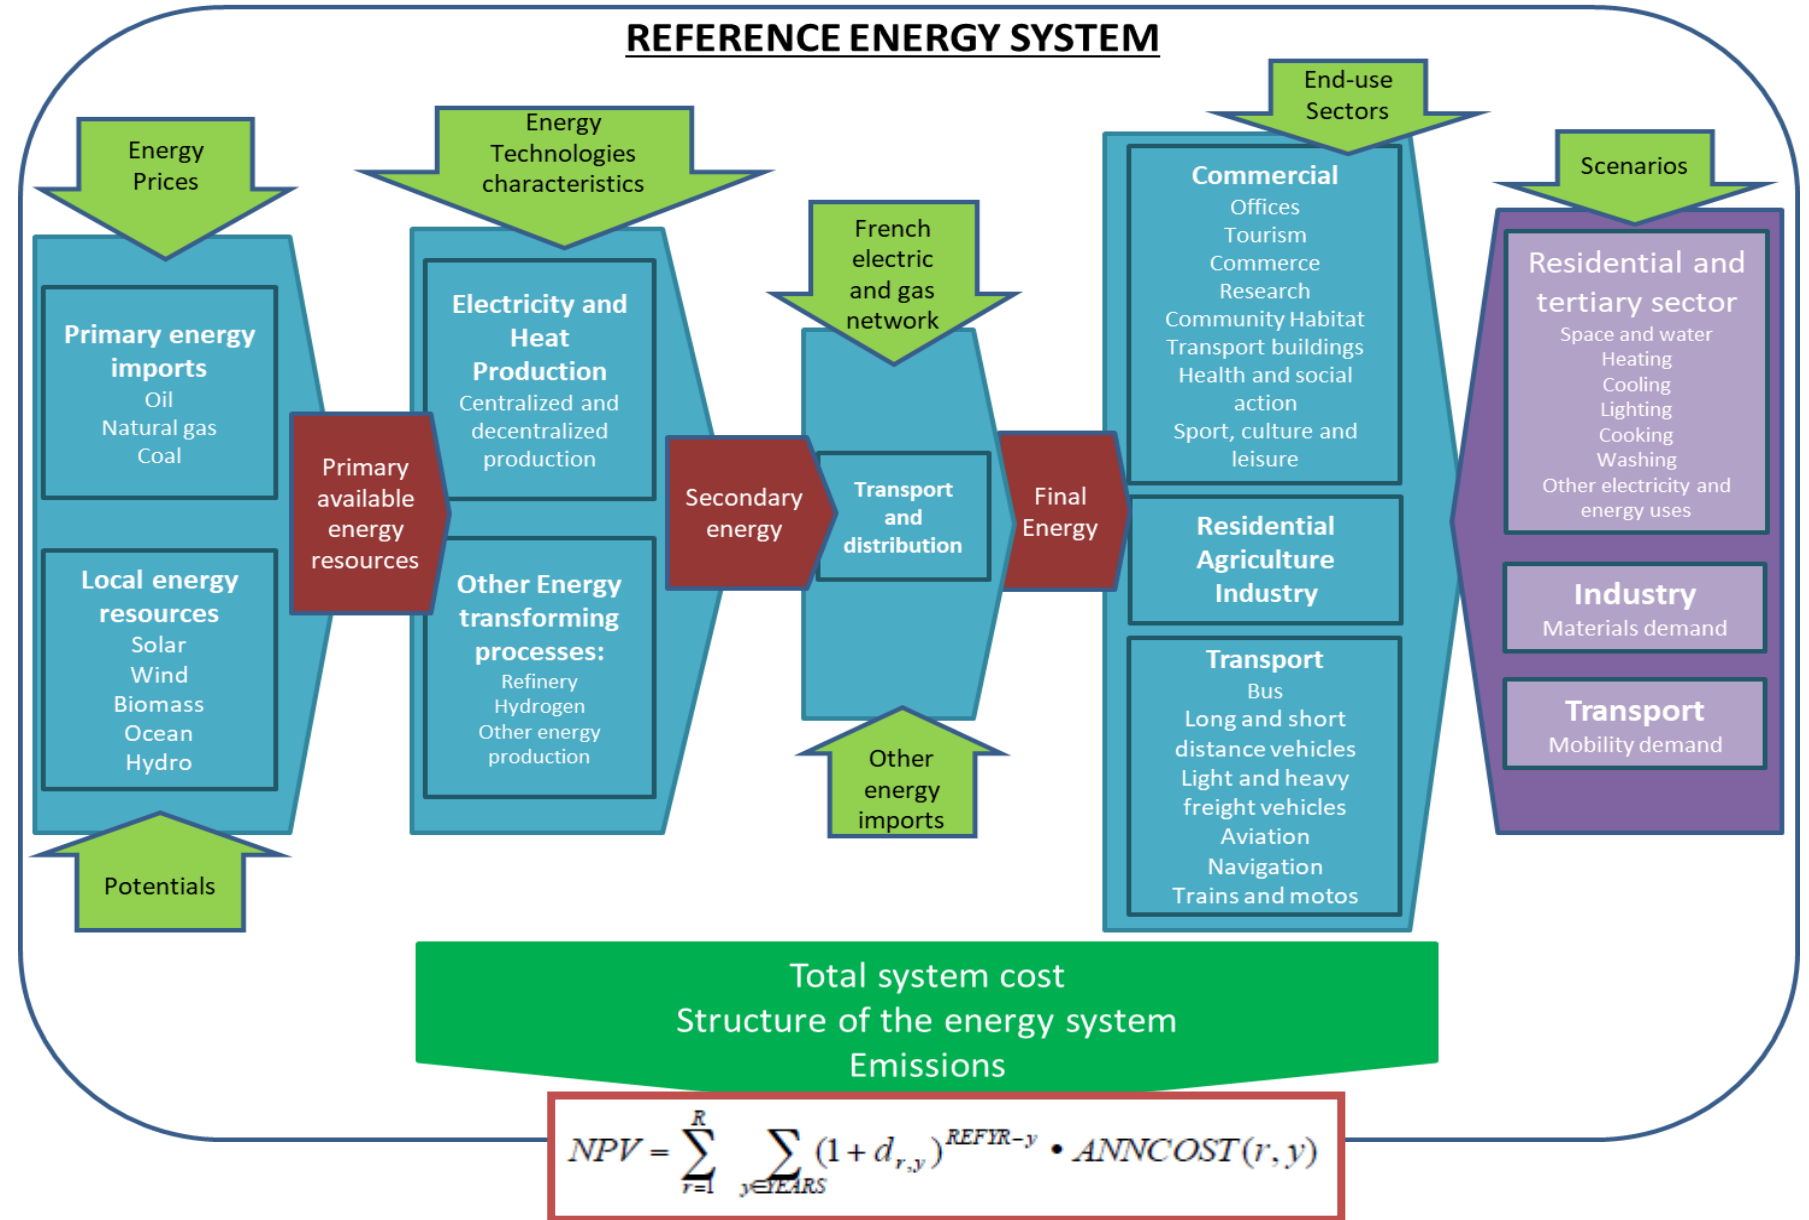 REFERENCE ENERGY SYSTEM
Energy
Prices
Primary energy
imports
Oil
Natural gas
Coal
Local energy
resources
Solar
Wind
Biomass
Ocean
Hydro
Potentials
Primary
available
energy
resources
Energy
Technologies
characteristics
Electricity and
Heat
Production
Centralized and
decentralized
production
Other Energy
transforming
processes:
Refinery
Hydrogen
Other energy
production
Secondary
energy
French
electric
and gas
network
Transport
and
distribution
Other
energy
imports
Final
Energy
End-use
Sectors
Commercial
Offices
Tourism
Commerce
Research
Community Habitat
Transport buildings
Health and social
action
Sport, culture and
leisure
Residential
Agriculture
Industry
Transport
Bus
Long and short
distance vehicles
Light and heavy
freight vehicles
Aviation
Navigation
Trains and motos
Scenarios
Residential and
tertiary sector
Space and water
Heating
Cooling
Lighting
Cooking
Washing
Other electricity and
energy uses
Industry
Materials demand
Transport
Mobility demand
Total system cost
Structure of the energy system
Emissions
NPV = ∑_{r=1}^{R} ∑_{y∈YEARS} (1 + d_{r,y})^{REFYR−y} • ANNCOST(r, y)